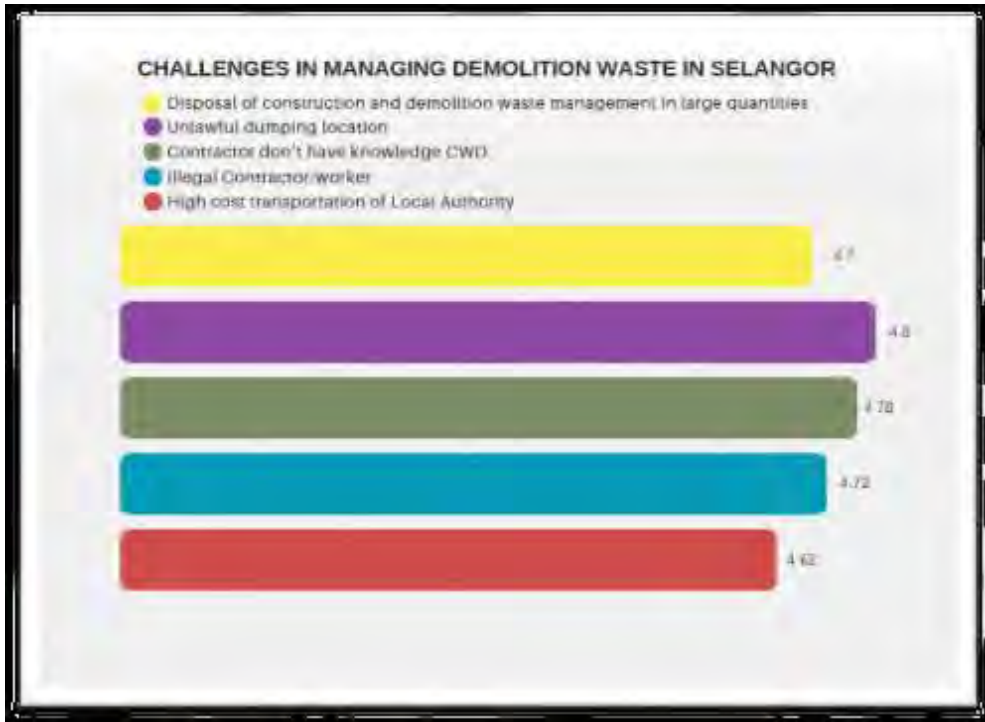 CHALLENGES IN MANAGING DEMOLITION WASTE IN SELANGOR
Disposal of construction and demolition waste management in large quantities
Unlawful dumping location
Contractor don't have knowledge CWD
Illegal Contractor/worker
High cost transportation of Local Authority
4.7
4.8
4.78
4.72
4.62